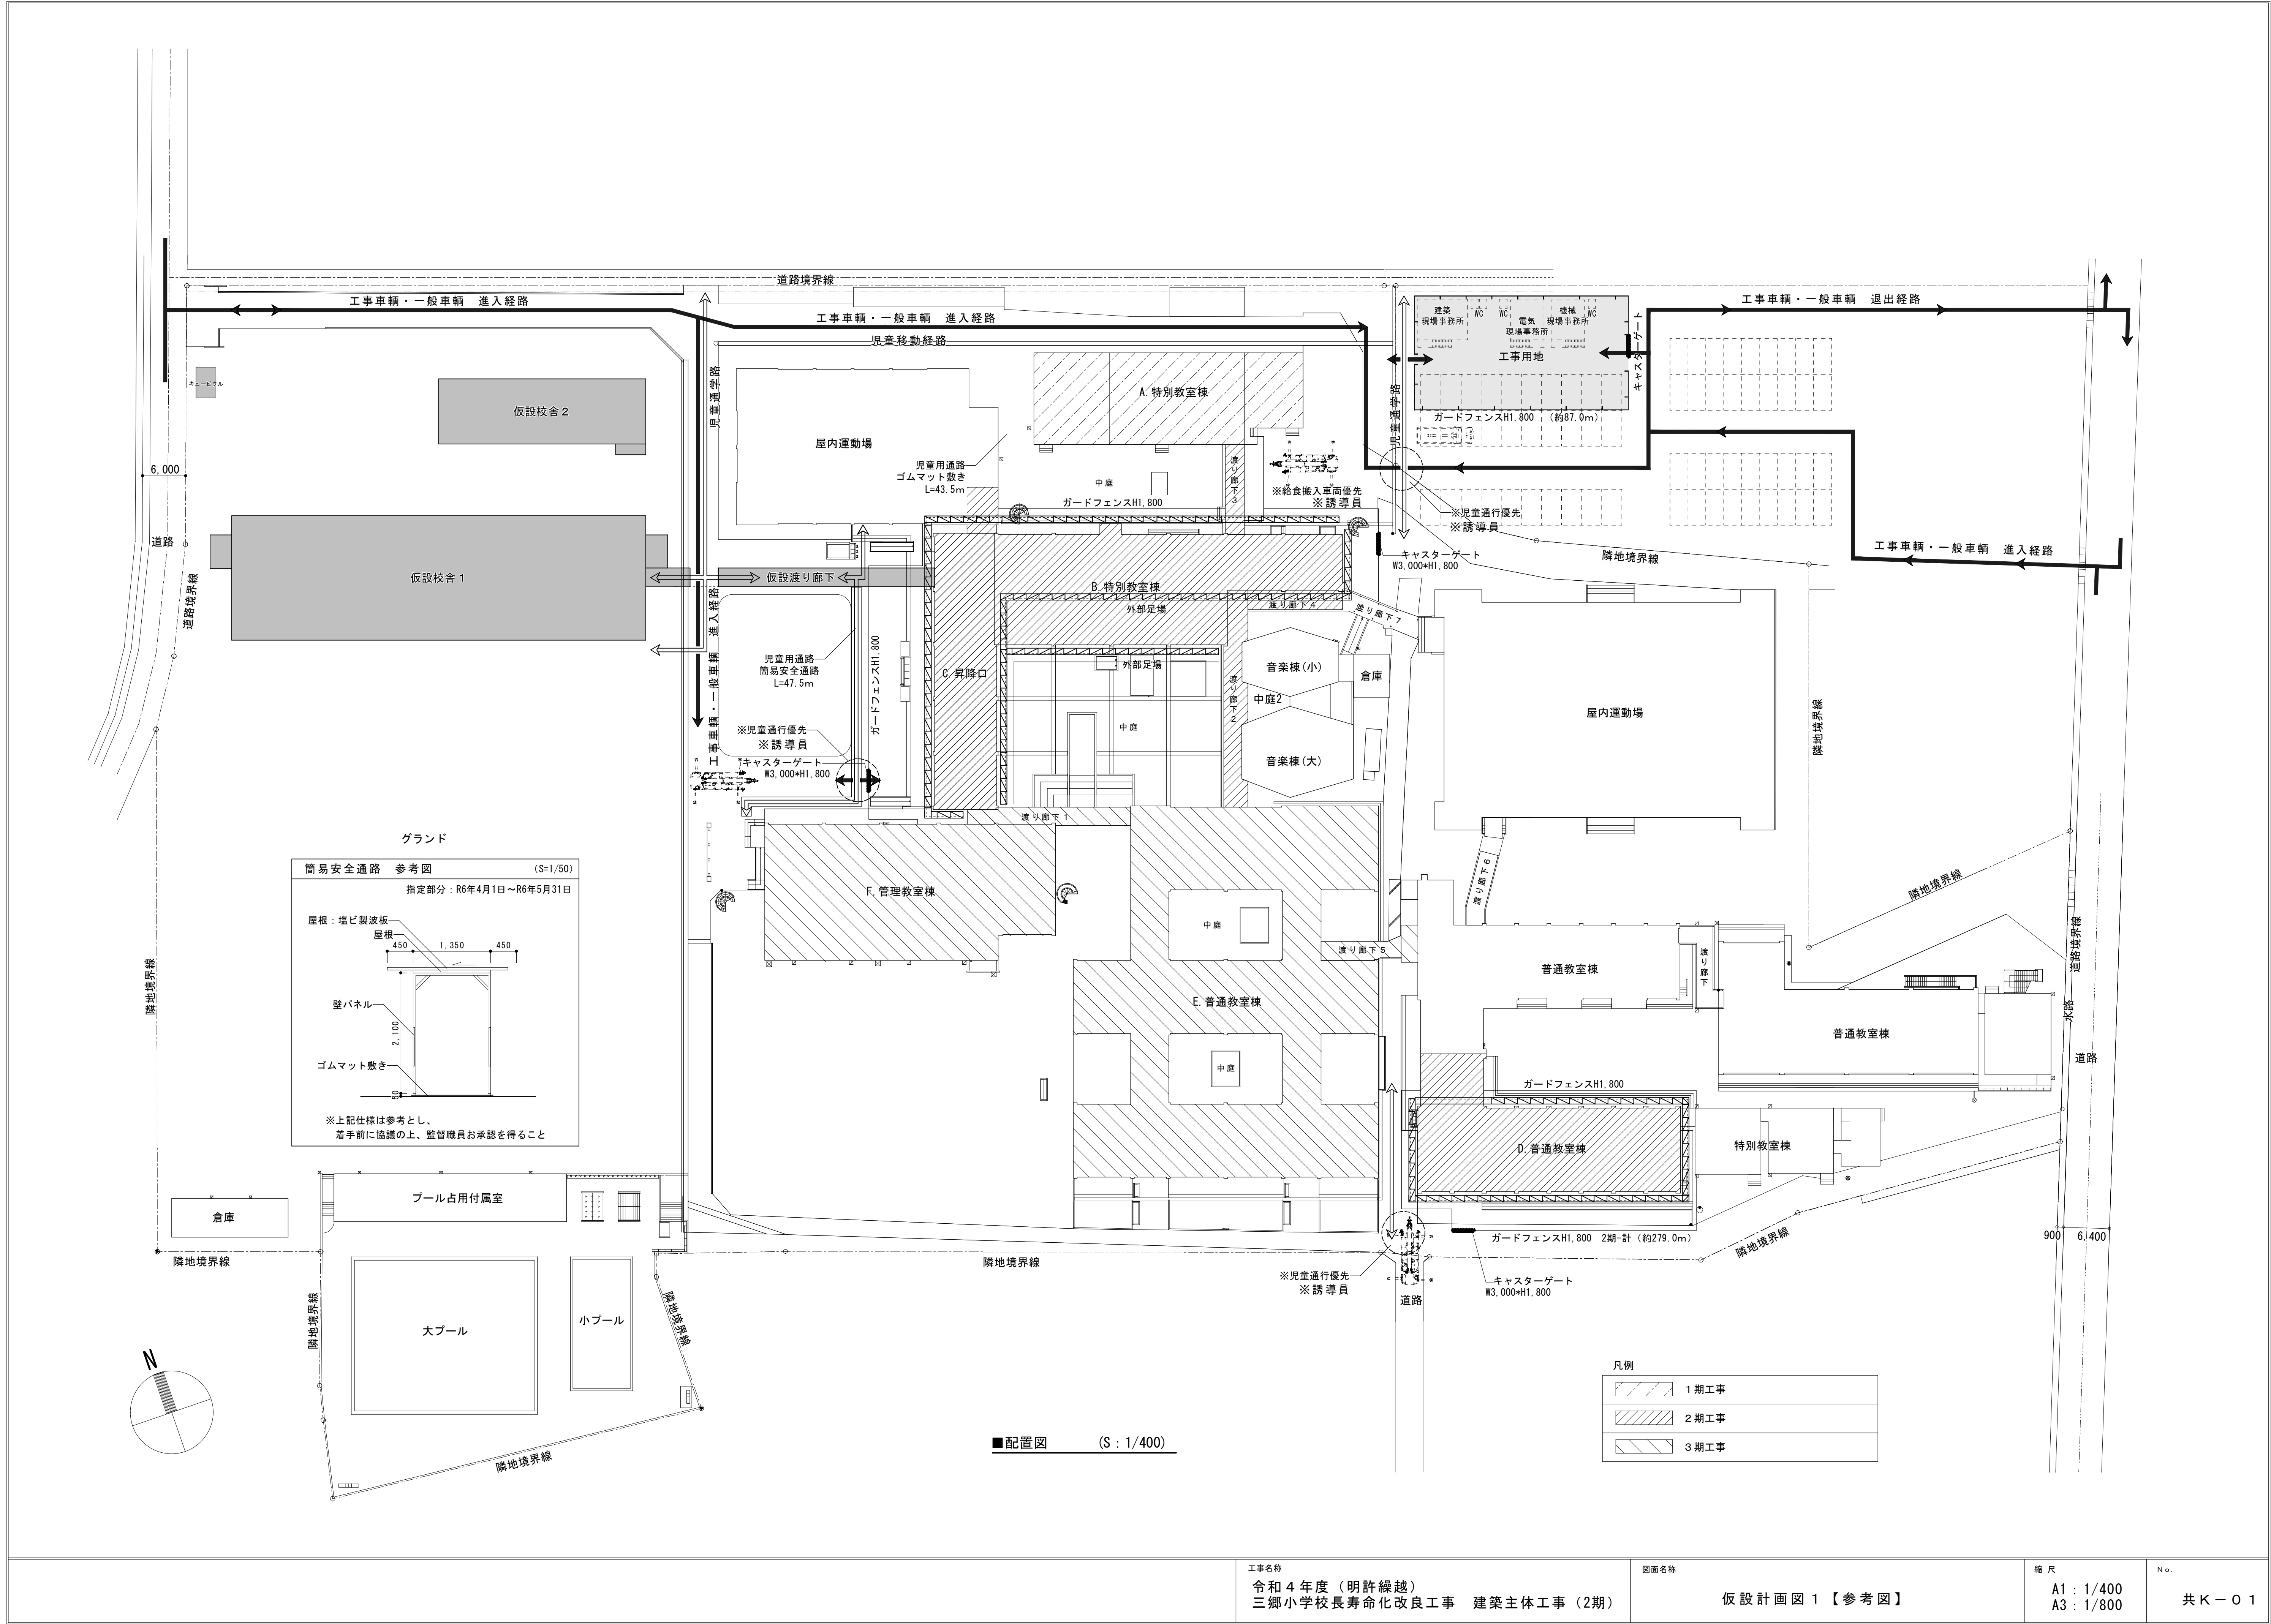 道路境界線
工事車輌・一般車輌　進入経路
工事車輌・一般車輌　進入経路
工事車輌・一般車輌　退出経路
児童移動経路
児童通学路
児童通学路
建築
現場事務所
WC
WC
電気
現場事務所
機械
現場事務所
WC
工事用地
キャスターゲート
ガードフェンスH1,800　（約87.0m）
キュービクル
仮設校舎２
A.特別教室棟
屋内運動場
児童用通路
ゴムマット敷き
L=43.5m
中庭
渡り廊下３
ガードフェンスH1,800
※給食搬入車両優先
※誘導員
※児童通行優先
※誘導員
6,000
道路
道路境界線
仮設校舎１
仮設渡り廊下
B.特別教室棟
外部足場
渡り廊下４
渡り廊下７
キャスターゲート
W3,000*H1,800
隣地境界線
工事車輌・一般車輌　進入経路
工事車輌・一般車輌　進入経路
児童用通路
簡易安全通路
L=47.5m
ガードフェンスH1,800
C.昇降口
外部足場
渡り廊下２
音楽棟(小)
倉庫
中庭2
中庭
音楽棟(大)
屋内運動場
隣地境界線
※児童通行優先
※誘導員
キャスターゲート
W3,000*H1,800
渡り廊下１
グランド
簡易安全通路　参考図　(S=1/50)
指定部分：R6年4月1日～R6年5月31日
屋根：塩ビ製波板
屋根
450
1,350
450
壁パネル
2,100
ゴムマット敷き
50
※上記仕様は参考とし、
着手前に協議の上、監督職員お承認を得ること
F.管理教室棟
中庭
渡り廊下５
渡り廊下６
E.普通教室棟
中庭
普通教室棟
渡り廊下
普通教室棟
隣地境界線
道路境界線
水路
道路
隣地境界線
ガードフェンスH1,800
D.普通教室棟
特別教室棟
ガードフェンスH1,800　2期-計（約279.0m）
隣地境界線
900
6,400
プール占用付属室
倉庫
隣地境界線
隣地境界線
隣地境界線
隣地境界線
※児童通行優先
※誘導員
道路
キャスターゲート
W3,000*H1,800
大プール
小プール
隣地境界線
N
■配置図　(S：1/400)
凡例
１期工事
２期工事
３期工事
工事名称
令和４年度（明許繰越）
三郷小学校長寿命化改良工事　建築主体工事（2期）
図面名称
仮設計画図１【参考図】
縮尺
A1：1/400
A3：1/800
No.
共Ｋ－０１